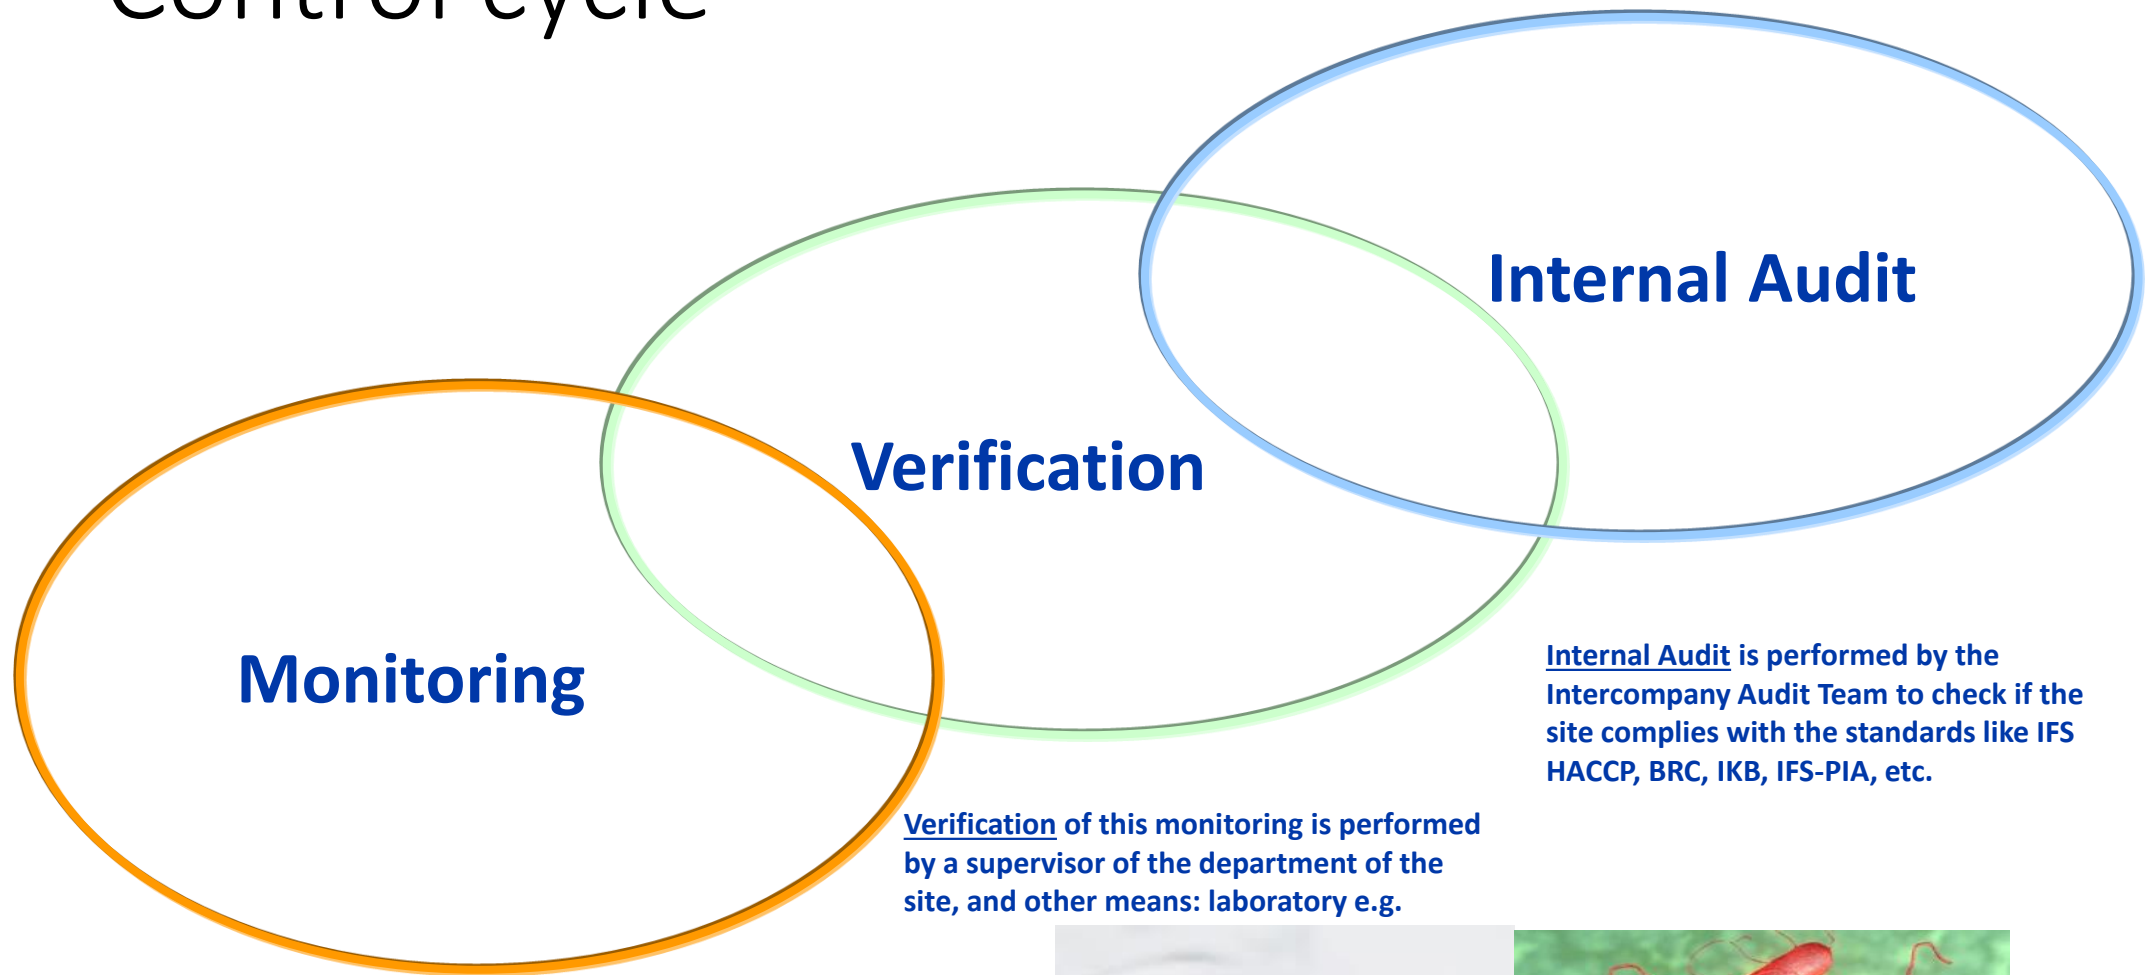 Control cycle
Internal Audit
Verification
Monitoring
Internal Audit is performed by the
Intercompany Audit Team to check if the
site complies with the standards like IFS
HACCP, BRC, IKB, IFS-PIA, etc.
Verification of this monitoring is performed
by a supervisor of the department of the
site, and other means: laboratory e.g.